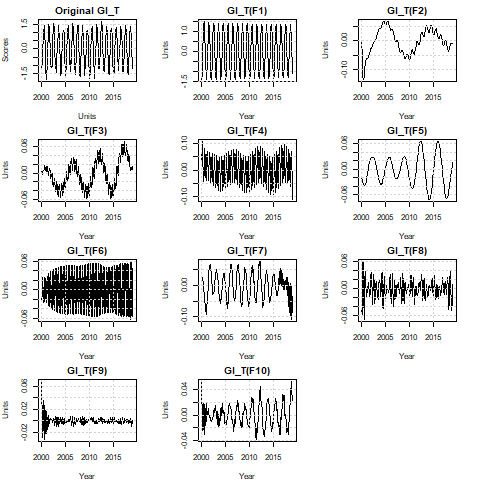 Original GI_T
GI_T(F1)
GI_T(F2)
Scores
-1.5
0.0
1.0
1.5
2000
2005
2010
2015
Units
Units
-1.5
0.0
1.5
2000
2005
2010
2015
Year
Units
-0.10
0.00
2000
2005
2010
2015
Year
GI_T(F3)
GI_T(F4)
GI_T(F5)
Units
-0.06
0.00
0.06
2000
2005
2010
2015
Year
Units
-0.10
0.00
0.10
2000
2005
2010
2015
Year
Units
-0.06
0.00
0.06
2000
2005
2010
2015
Year
GI_T(F6)
GI_T(F7)
GI_T(F8)
Units
-0.06
0.00
0.06
2000
2005
2010
2015
Year
Units
-0.10
0.00
2000
2005
2010
2015
Year
Units
-0.06
0.00
0.06
2000
2005
2010
2015
Year
GI_T(F9)
GI_T(F10)
Units
-0.02
0.02
0.06
2000
2005
2010
2015
Year
Units
-0.04
0.00
0.04
2000
2005
2010
2015
Year